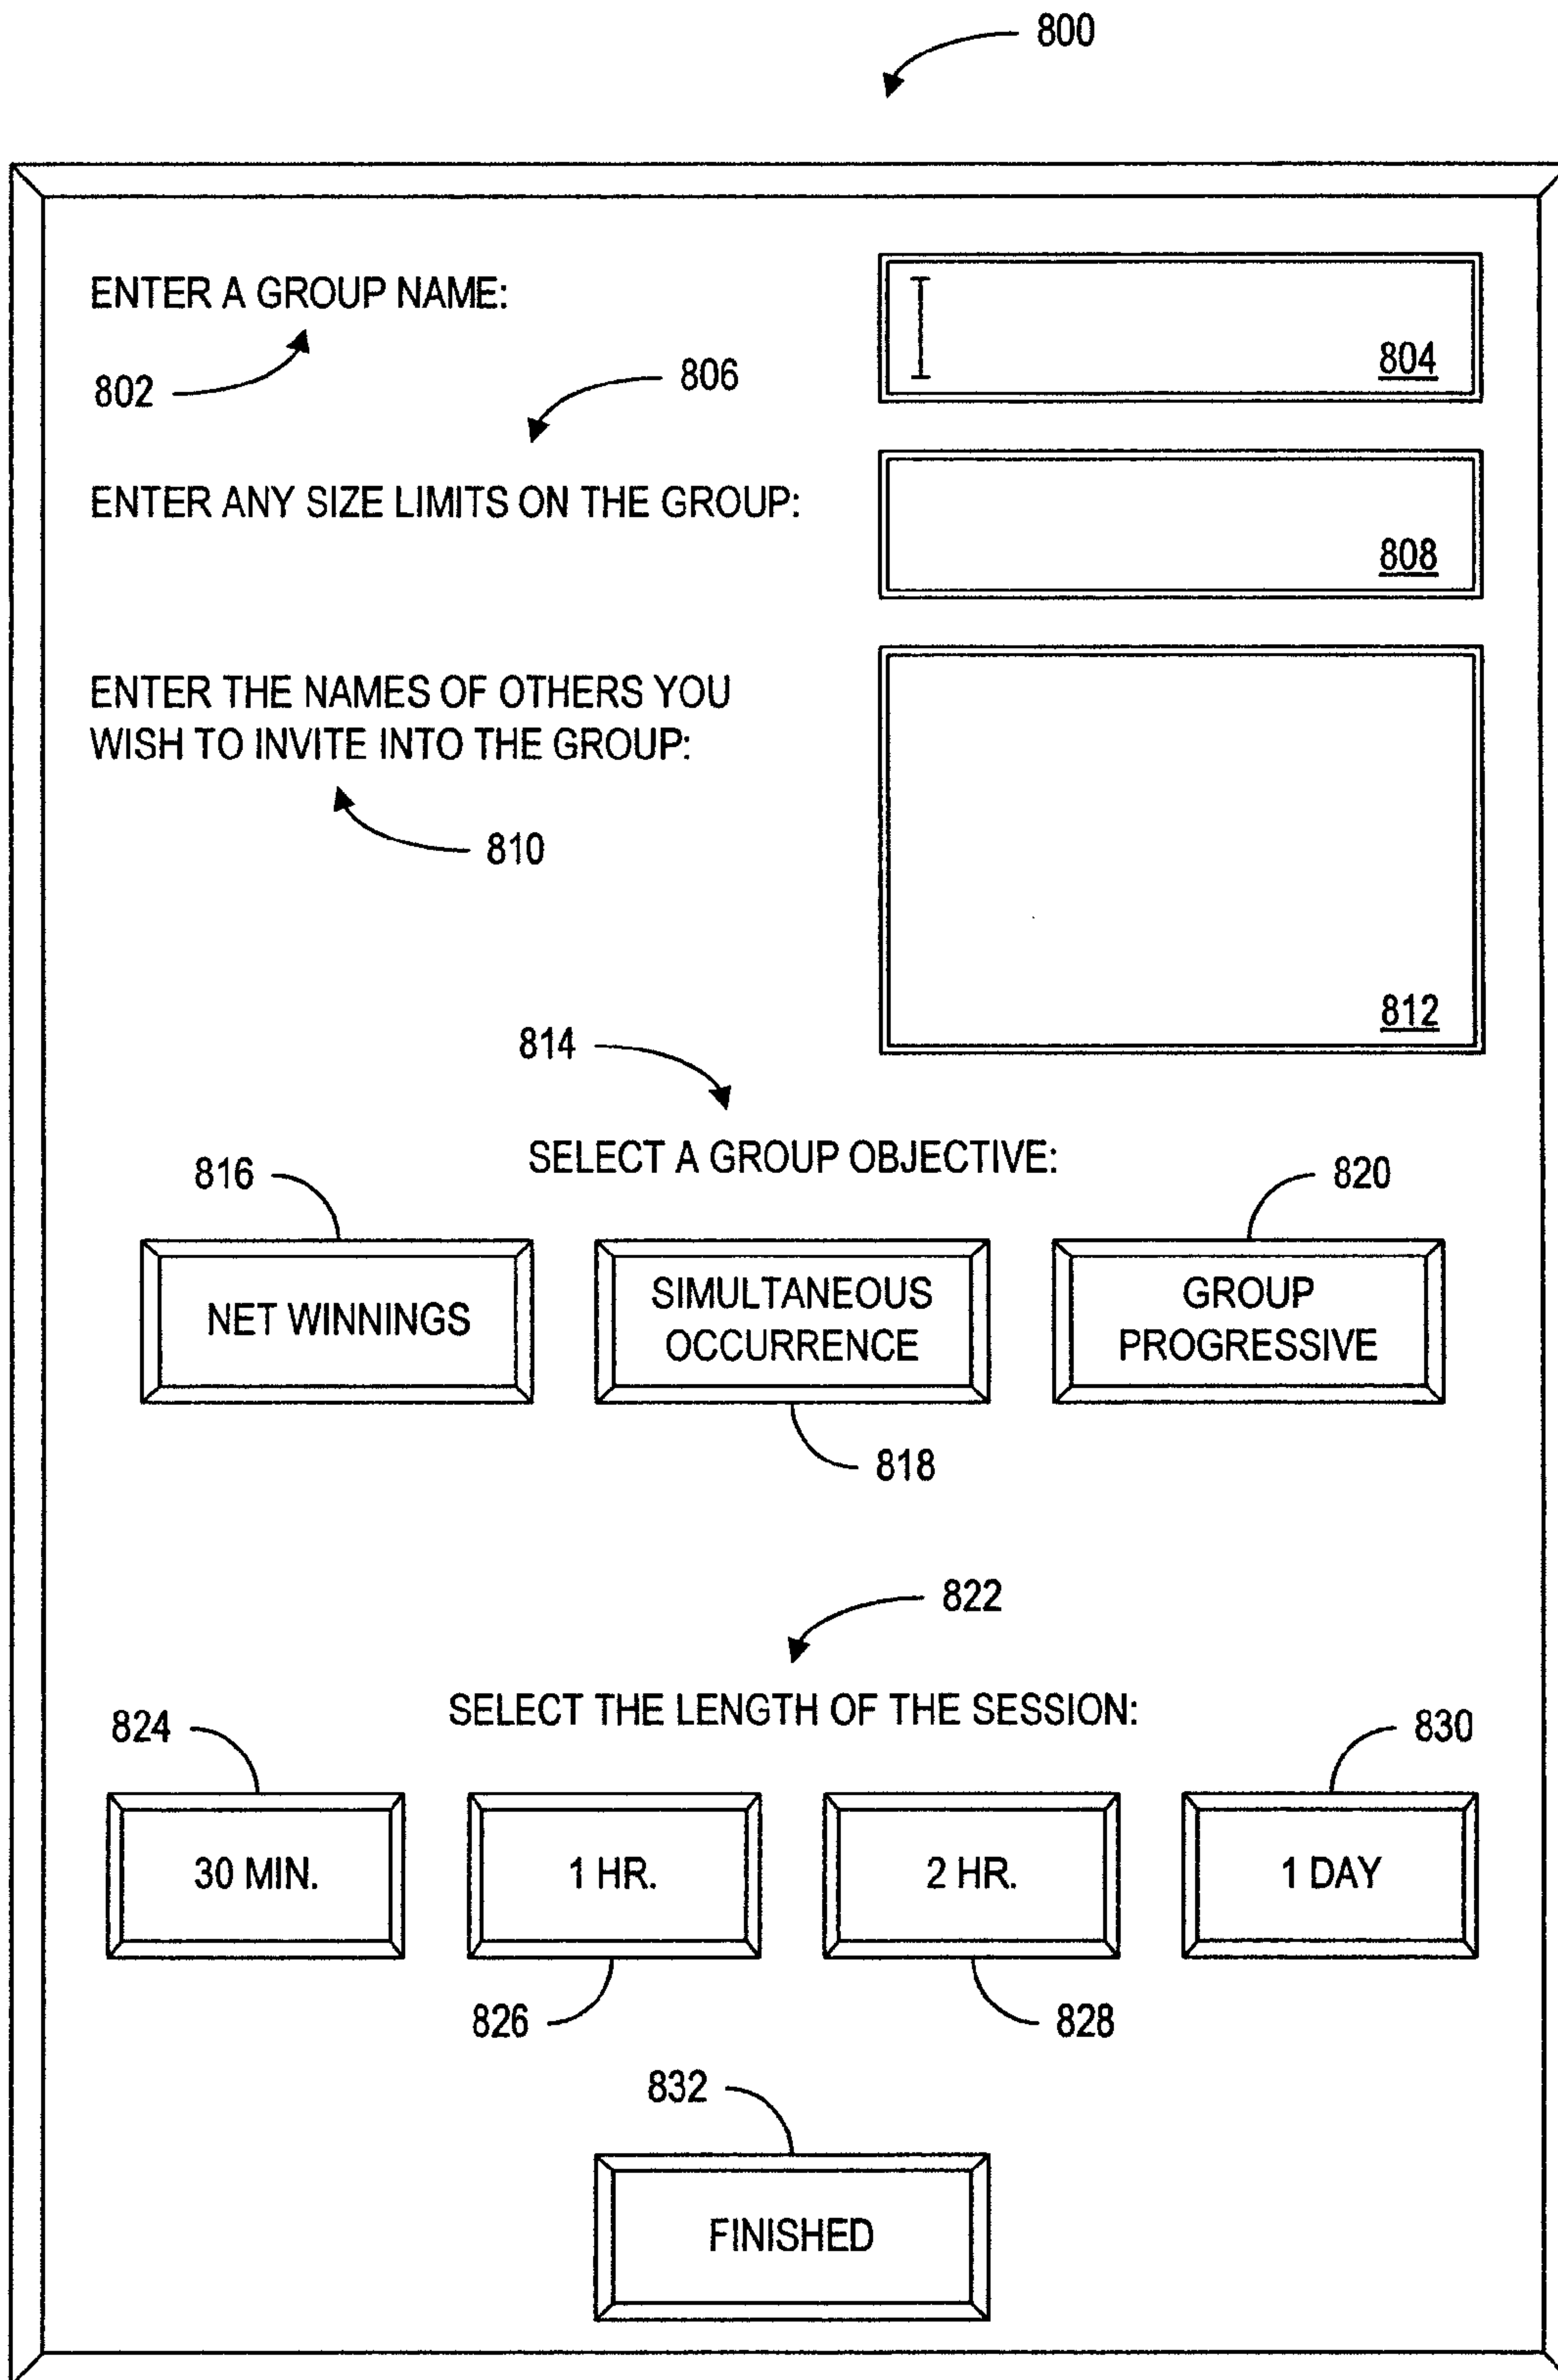 800
ENTER A GROUP NAME:
802
804
806
ENTER ANY SIZE LIMITS ON THE GROUP:
808
ENTER THE NAMES OF OTHERS YOU
WISH TO INVITE INTO THE GROUP:
810
812
814
SELECT A GROUP OBJECTIVE:
816
820
NET WINNINGS
SIMULTANEOUS
OCCURRENCE
GROUP
PROGRESSIVE
818
822
SELECT THE LENGTH OF THE SESSION:
824
830
30 MIN.
1 HR.
2 HR.
1 DAY
826
828
832
FINISHED